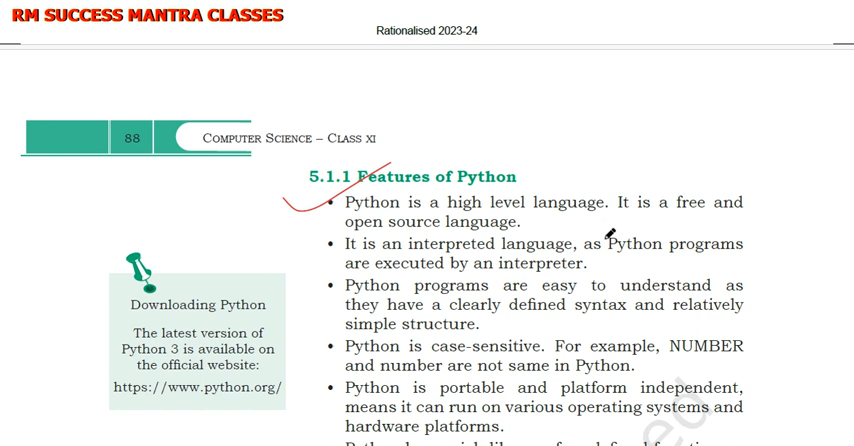 RM SUCCESS MANTRA CLASSES
Rationalised 2023-24
88
COMPUTER SCIENCE – CLASS XI
5.1.1 Features of Python
• Python is a high level language. It is a free and
open source language.
• It is an interpreted language, as Python programs
are executed by an interpreter.
• Python programs are easy to understand as
they have a clearly defined syntax and relatively
simple structure.
• Python is case-sensitive. For example, NUMBER
and number are not same in Python.
• Python is portable and platform independent,
means it can run on various operating systems and
hardware platforms.
Downloading Python
The latest version of
Python 3 is available on
the official website:
https://www.python.org/